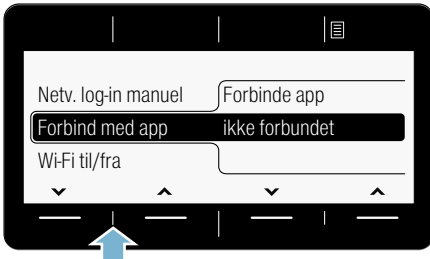 Netv. log-in manuel
Forbinde app
Forbind med app
ikke forbundet
Wi-Fi til/fra